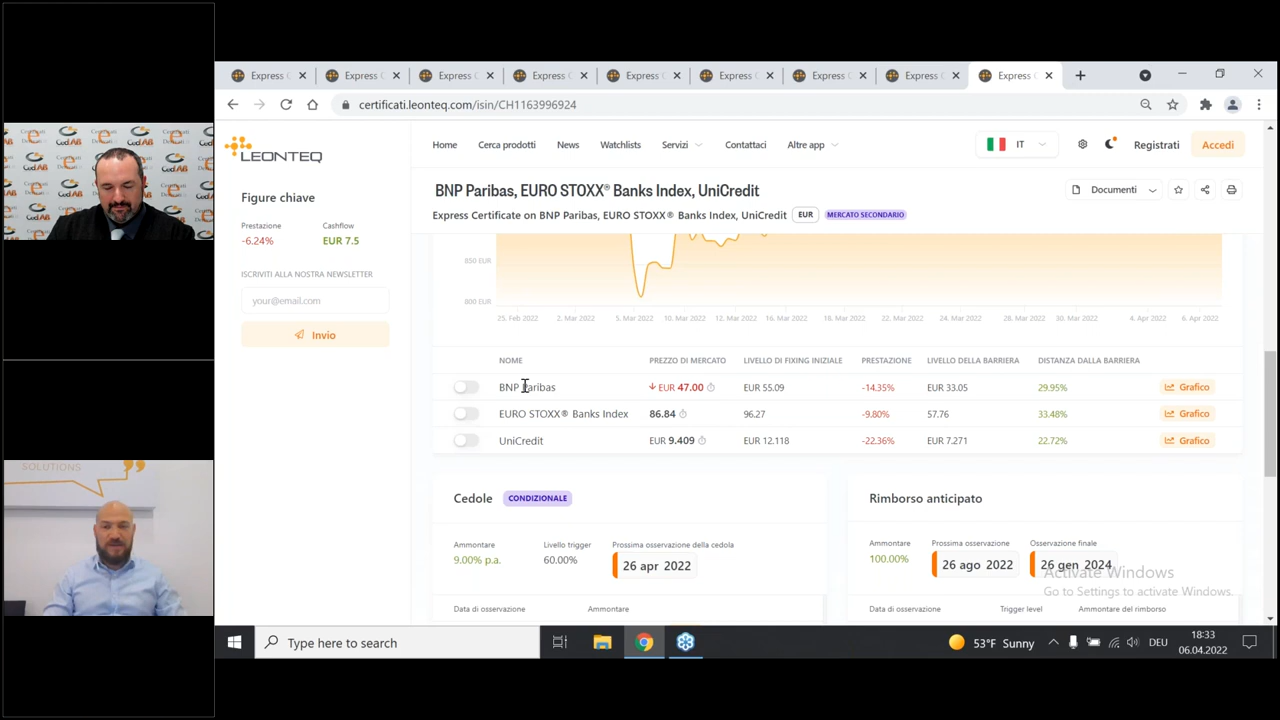 Express C
Express C
Express C
Express C
Express C
Express C
Express C
Express C
Express C
certificati.leonteq.com/isin/CH1163996924
LEONTEQ
Home Cerca prodotti News Watchlists Servizi Contattaci Altre app IT Registrati Accedi
Figure chiave
Prestazione Cashflow
-6.24% EUR 7.5
ISCRIVITI ALLA NOSTRA NEWSLETTER
your@email.com
Invio
BNP Paribas, EURO STOXX® Banks Index, UniCredit
Documenti
Express Certificate on BNP Paribas, EURO STOXX® Banks Index, UniCredit EUR MERCATO SECONDARIO
850 EUR
800 EUR
25. Feb 2022 2. Mar 2022 5. Mar 2022 10. Mar 2022 12. Mar 2022 16. Mar 2022 18. Mar 2022 22. Mar 2022 24. Mar 2022 26. Mar 2022 30. Mar 2022 4. Apr 2022 6. Apr 2022
NOME PREZZO DI MERCATO LIVELLO DI FIXING INIZIALE PRESTAZIONE LIVELLO DELLA BARRIERA DISTANZA DALLA BARRIERA
BNP Paribas EUR 47.00 EUR 55.09 -14.35% EUR 33.05 29.95% Grafico
EURO STOXX® Banks Index 86.84 96.27 -9.80% 57.76 33.48% Grafico
UniCredit EUR 9.409 EUR 12.118 -22.36% EUR 7.271 22.72% Grafico
Cedole CONDIZIONALE
Ammontare Livello trigger Prossima osservazione della cedola
9.00% p.a. 60.00% 26 apr 2022
Data di osservazione Ammontare
Rimborso anticipato
Ammontare Prossima osservazione Osservazione finale
100.00% 26 ago 2022 26 gen 2024
Data di osservazione Trigger level Ammontare del rimborso
Activate Windows
Go to Settings to activate Windows.
Type here to search
53°F Sunny
DEU
18:33
06.04.2022
SOLUTIONS